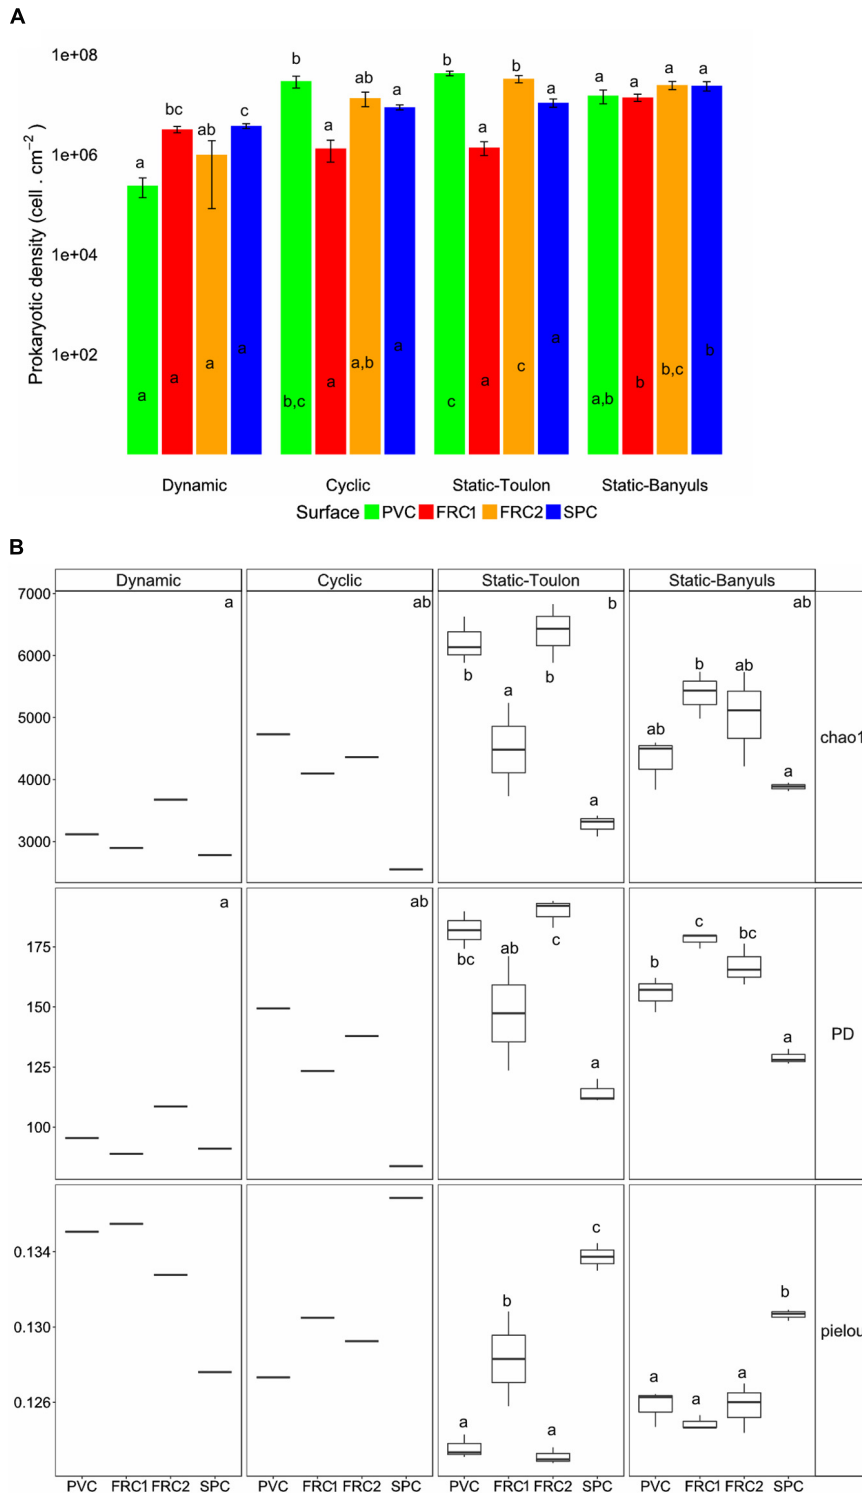 A
Prokaryotic density (cell . cm⁻²)
1e+08
1e+06
1e+04
1e+02
a bc ab c
b a ab a
b a b a
a a a a
a a a a
b,c a a,b a
c a c a
a,b b b,c b
Dynamic Cyclic Static-Toulon Static-Banyuls
Surface PVC FRC1 FRC2 SPC
B
Dynamic Cyclic Static-Toulon Static-Banyuls
7000
6000
5000
4000
3000
a
ab
b
b a b a
ab
ab b ab a
chao1
175
150
125
100
a
ab
bc ab c a
b c bc a
PD
0.134
0.130
0.126
a b a c
a a a b
pielou
PVC FRC1 FRC2 SPC
PVC FRC1 FRC2 SPC
PVC FRC1 FRC2 SPC
PVC FRC1 FRC2 SPC